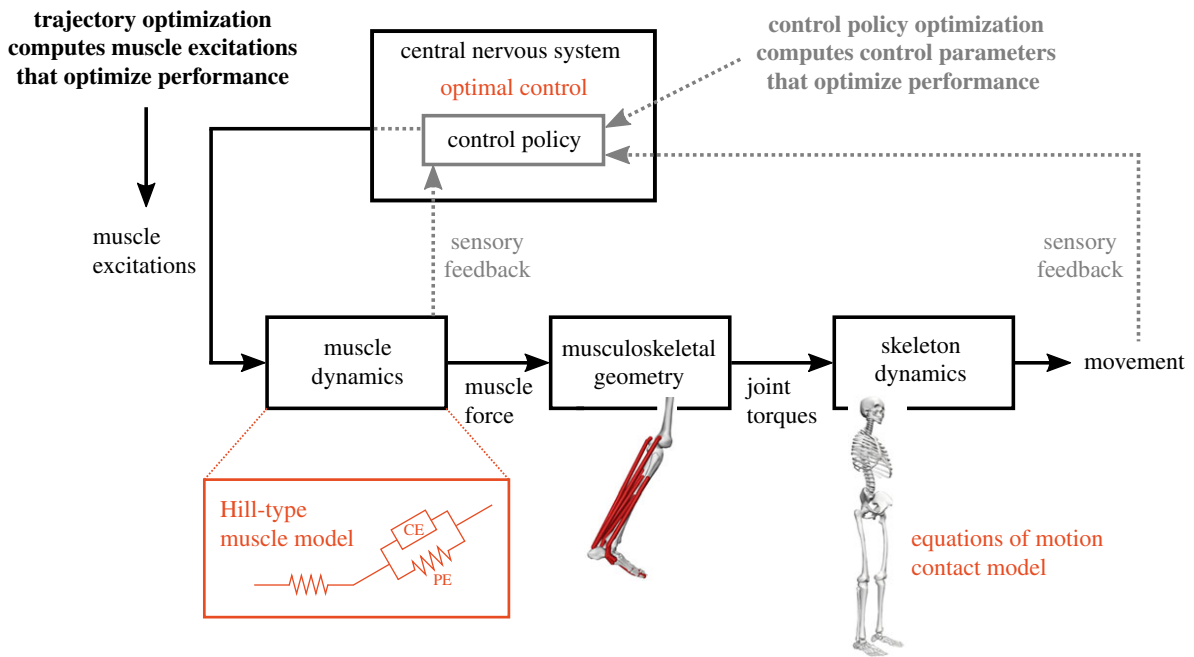 trajectory optimization
computes muscle excitations
that optimize performance
central nervous system
optimal control
control policy
control policy optimization
computes control parameters
that optimize performance
muscle
excitations
sensory
feedback
sensory
feedback
muscle
dynamics
muscle
force
musculoskeletal
geometry
joint
torques
skeleton
dynamics
movement
Hill-type
muscle model
CE
PE
equations of motion
contact model